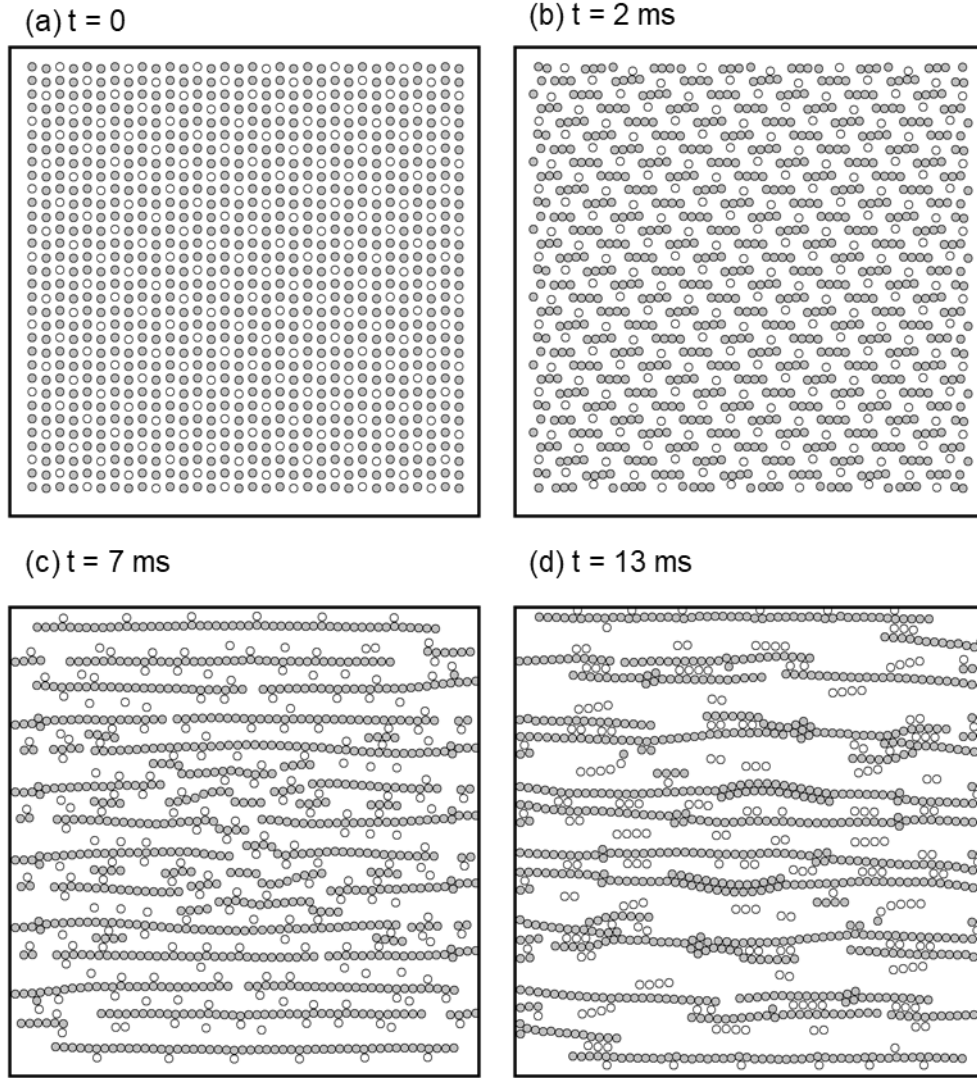 (a) t = 0
(b) t = 2 ms
(c) t = 7 ms
(d) t = 13 ms